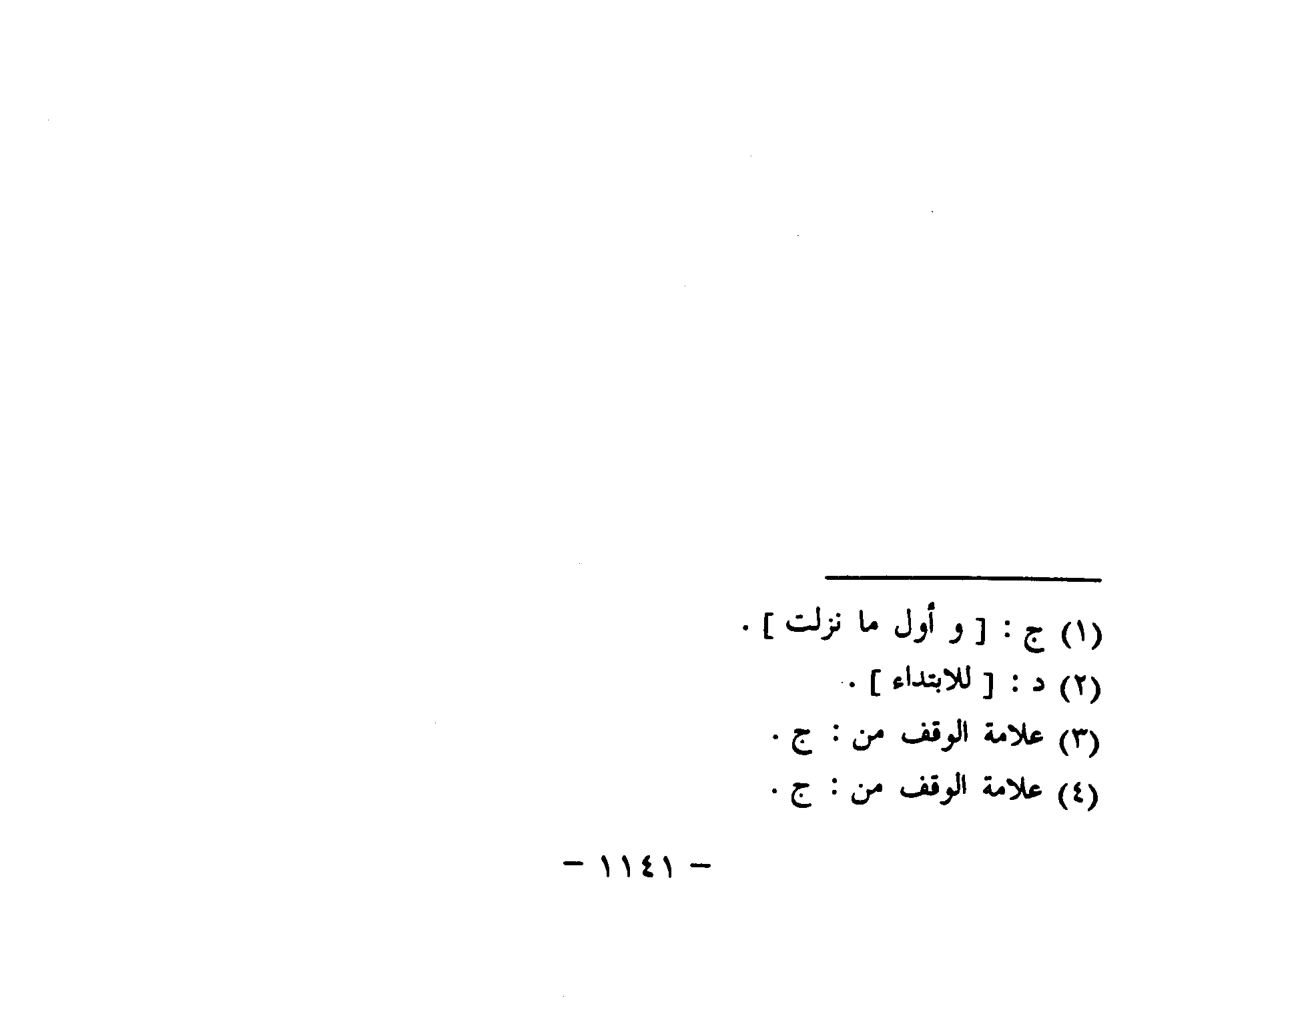 (١) ج : [ و أول ما نزلت ] .
(٢) د : [ للابتداء ] .
(٣) علامة الوقف من : ج .
(٤) علامة الوقف من : ج .
– ١١٤١ –